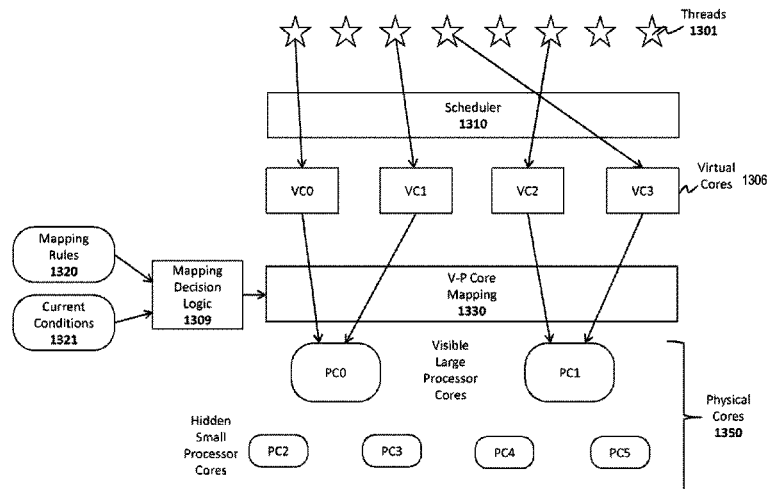 Threads
1301
Scheduler
1310
VC0
VC1
VC2
VC3
Virtual
Cores 1306
Mapping
Rules
1320
Current
Conditions
1321
Mapping
Decision
Logic
1309
V-P Core
Mapping
1330
PC0
Visible
Large
Processor
Cores
PC1
Hidden
Small
Processor
Cores
PC2
PC3
PC4
PC5
Physical
Cores
1350